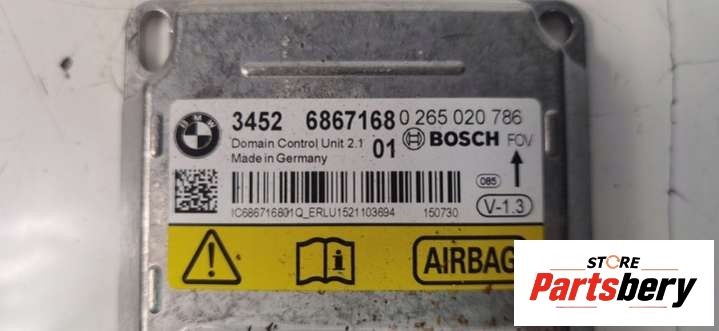 BMW
3452 6867168 0 265 020 786
Domain Control Unit 2.1 01 BOSCH FOV
Made in Germany
085
V-1.3
IC686716801Q_ERLU1521103694 150730
AIRBAG
STORE
Partsbery